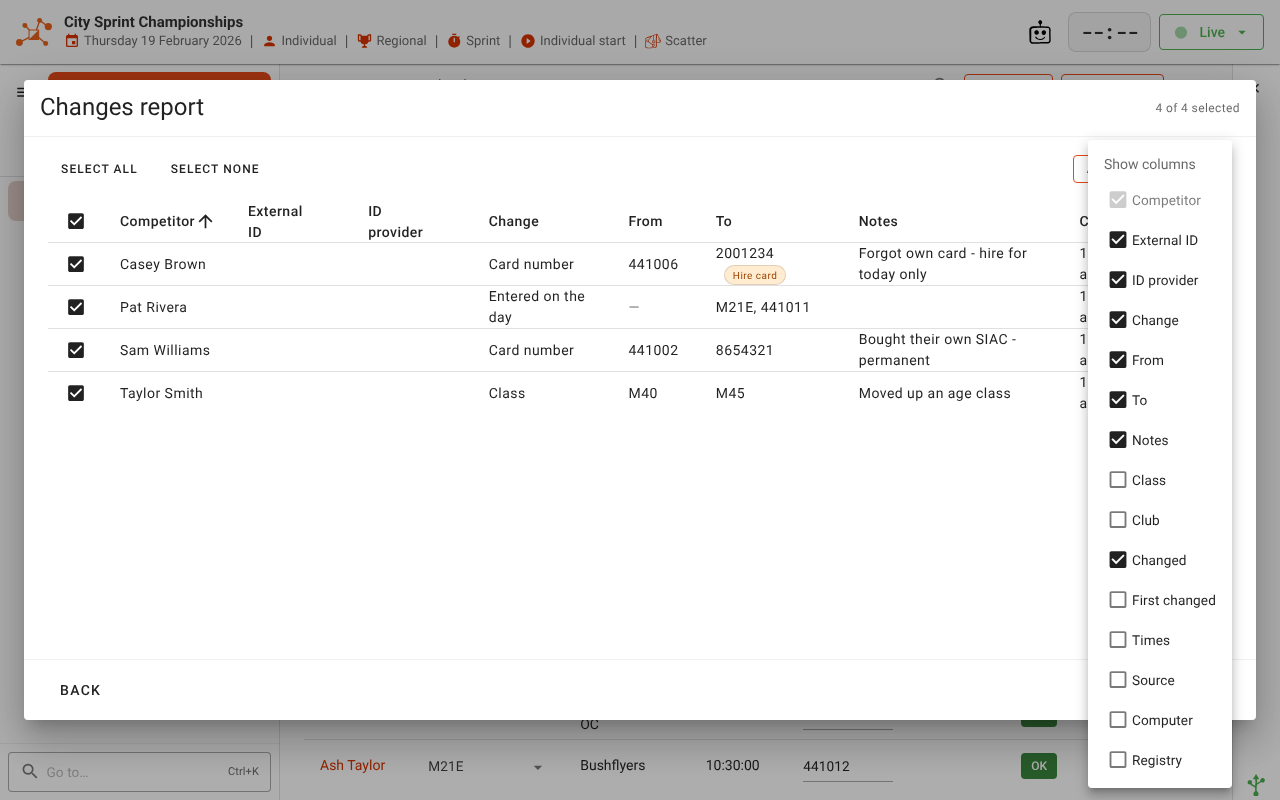 City Sprint Championships
Thursday 19 February 2026 | Individual | Regional | Sprint | Individual start | Scatter
--:--
Live
Changes report
4 of 4 selected
SELECT ALL SELECT NONE
Show columns
Competitor External ID ID provider Change From To Notes
Casey Brown Card number 441006 2001234 Hire card Forgot own card - hire for today only
Pat Rivera Entered on the day — M21E, 441011
Sam Williams Card number 441002 8654321 Bought their own SIAC - permanent
Taylor Smith Class M40 M45 Moved up an age class
Competitor
External ID
ID provider
Change
From
To
Notes
Class
Club
Changed
First changed
Times
Source
Computer
Registry
BACK
OC
Go to... Ctrl+K
Ash Taylor M21E Bushflyers 10:30:00 441012 OK